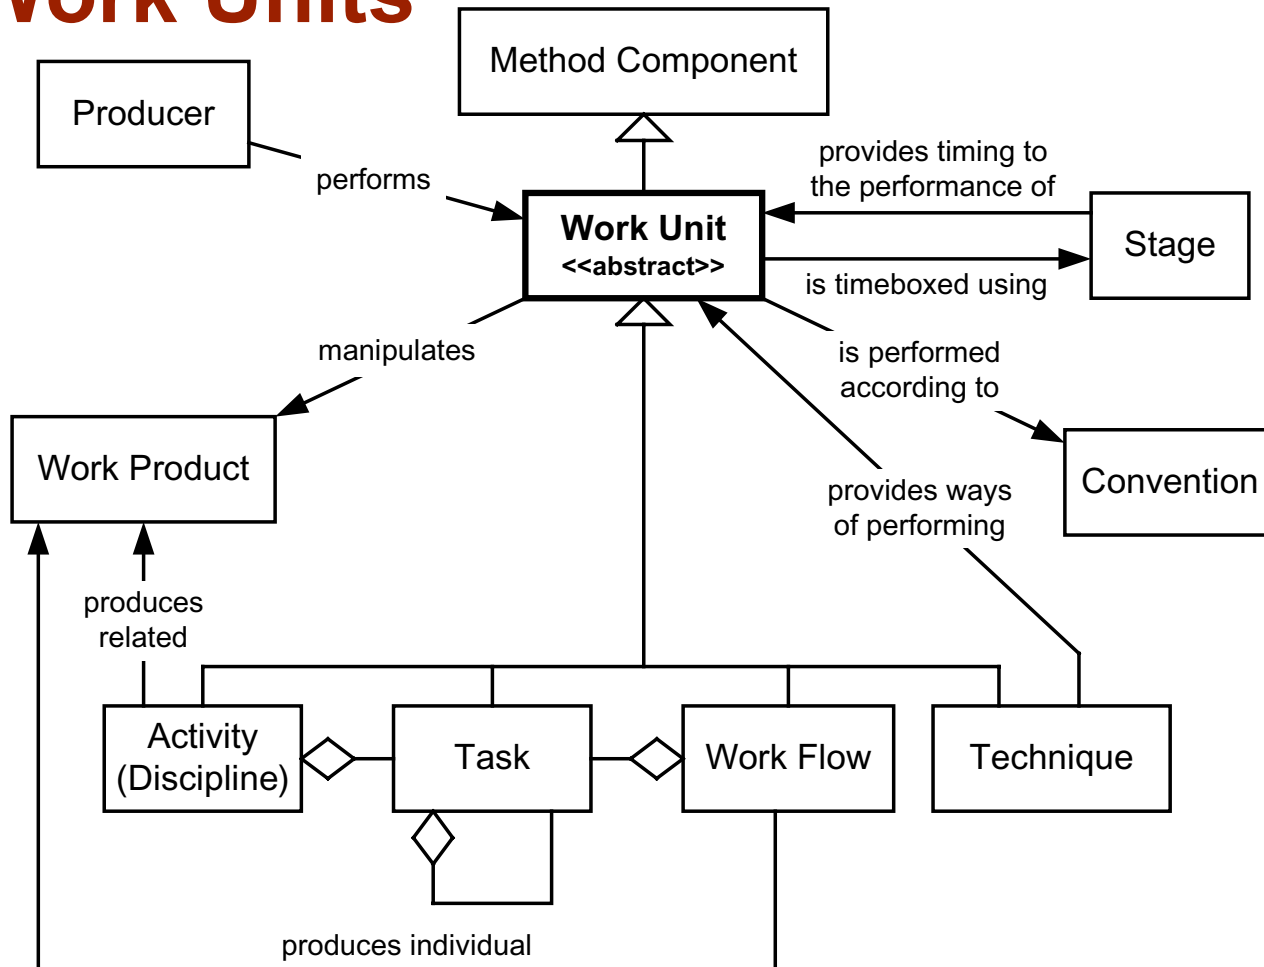 Work Units
Method Component
Producer
provides timing to
the performance of
performs
Work Unit
<<abstract>>
Stage
is timeboxed using
manipulates
is performed
according to
Work Product
Convention
provides ways
of performing
produces
related
Activity
(Discipline)
Task
Work Flow
Technique
produces individual